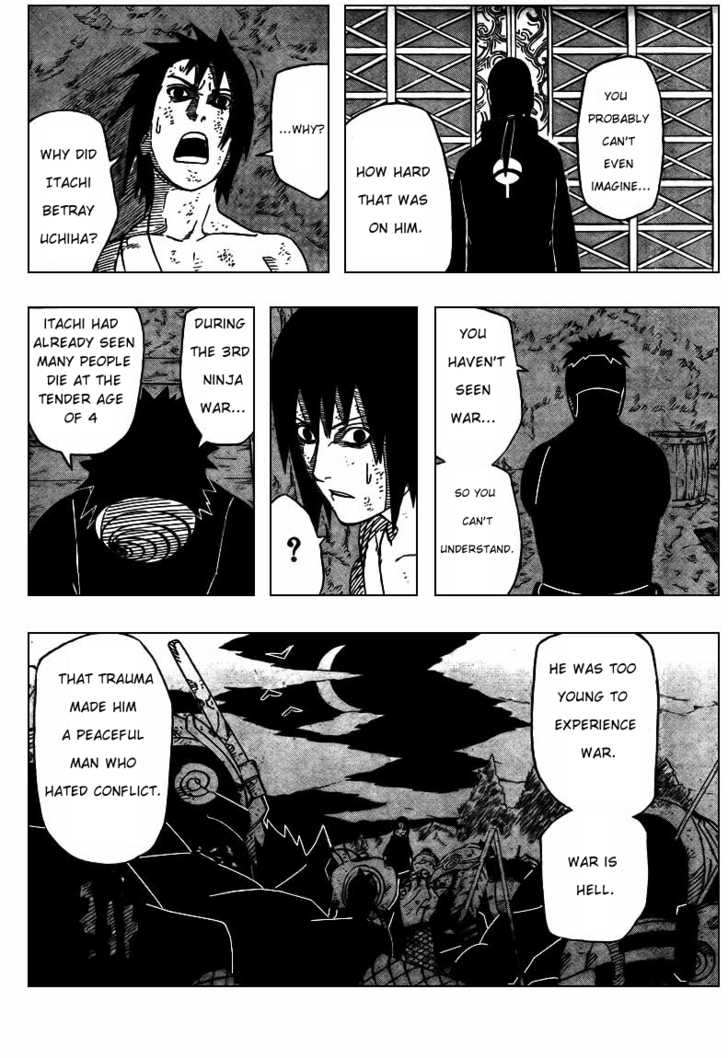 YOU
PROBABLY
CAN'T
EVEN
IMAGINE...
HOW HARD
THAT WAS
ON HIM.
...WHY?
WHY DID
ITACHI
BETRAY
UCHIHA?
YOU
HAVEN'T
SEEN
WAR...
SO YOU
CAN'T
UNDERSTAND.
?
DURING
THE 3RD
NINJA
WAR...
ITACHI HAD
ALREADY SEEN
MANY PEOPLE
DIE AT THE
TENDER AGE
OF 4
HE WAS TOO
YOUNG TO
EXPERIENCE
WAR.
WAR IS
HELL.
THAT TRAUMA
MADE HIM
A PEACEFUL
MAN WHO
HATED CONFLICT.